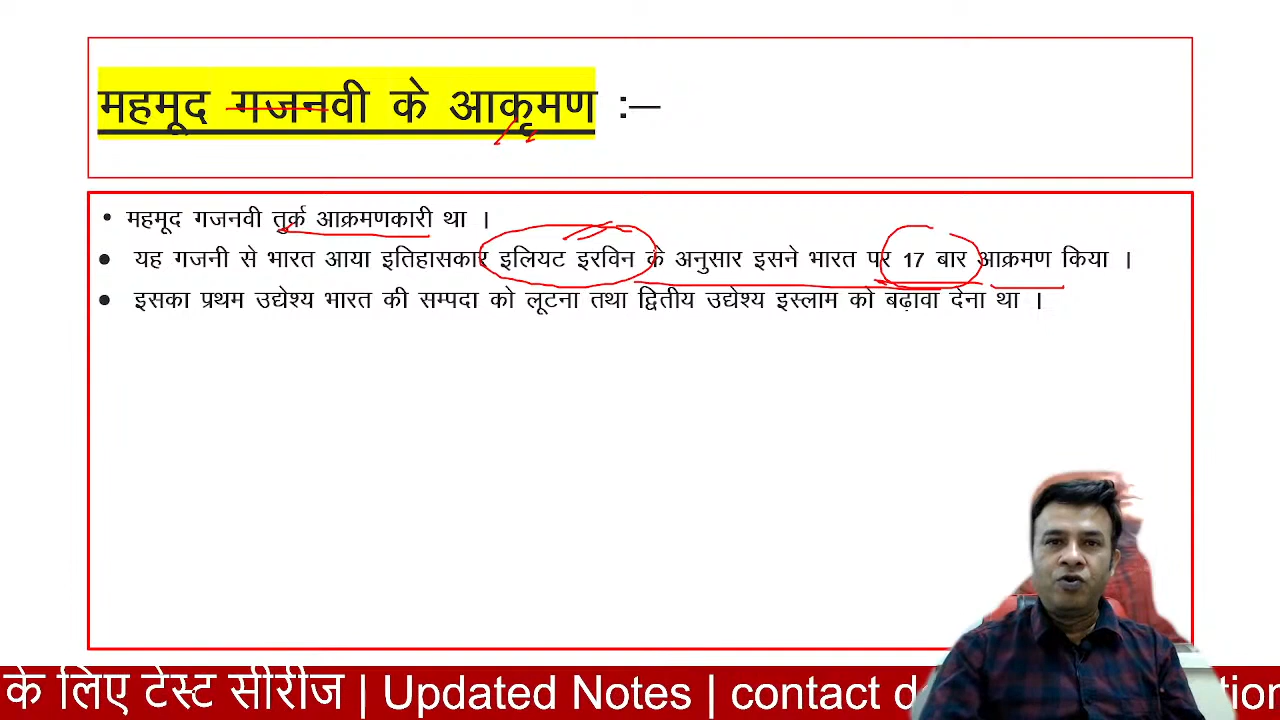 महमूद गजनवी के आकृमण :—
• महमूद गजनवी तुर्क्र आक्रमणकारी था ।
● यह गजनी से भारत आया इतिहासकार इलियट इरविन के अनुसार इसने भारत पर 17 बार आक्रमण किया ।
● इसका प्रथम उद्येश्य भारत की सम्पदा को लूटना तथा द्वितीय उद्येश्य इस्लाम को बढ़ावा देना था ।
के लिए टेस्ट सीरीज | Updated Notes | contact